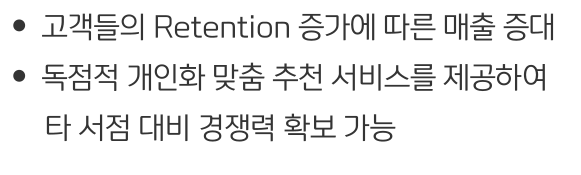 • 고객들의 Retention 증가에 따른 매출 증대
• 독점적 개인화 맞춤 추천 서비스를 제공하여
타 서점 대비 경쟁력 확보 가능